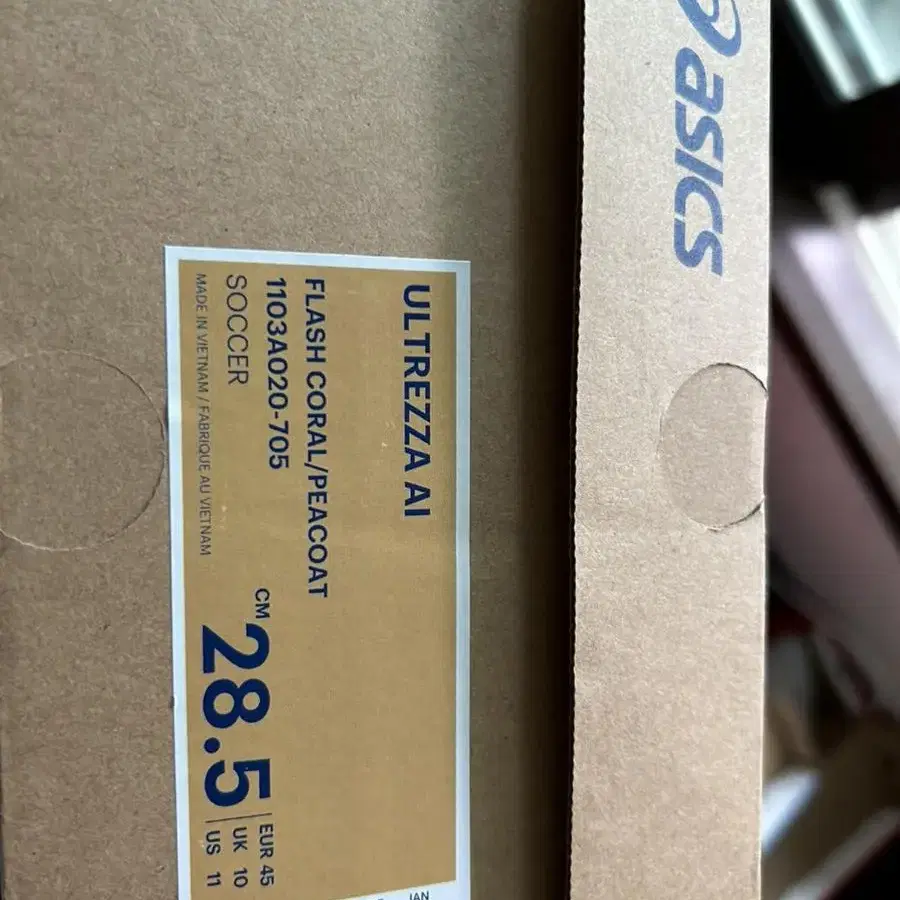 asics
ULTREZZA AI
FLASH CORAL/PEACOAT
1103A020-705
SOCCER
MADE IN VIETNAM / FABRIQUE AU VIETNAM
CM 28.5
EUR 45
UK 10
US 11
JAN